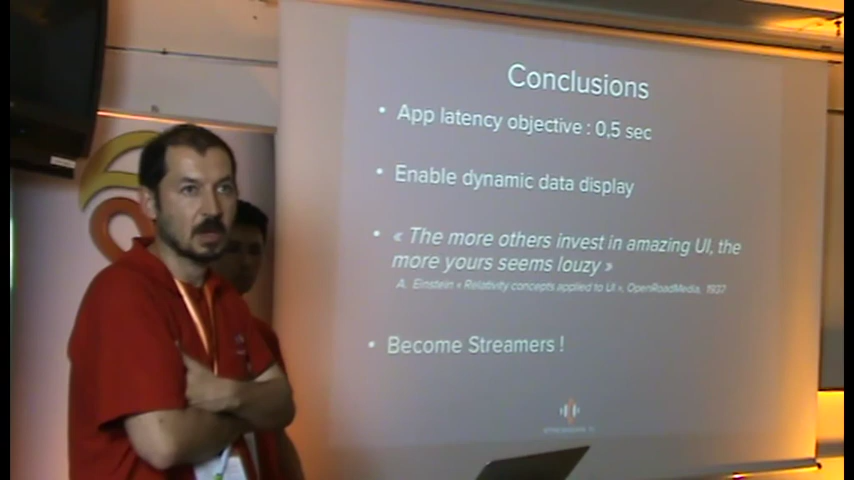 Conclusions
• App latency objective : 0,5 sec
• Enable dynamic data display
• « The more others invest in amazing UI, the
more yours seems louzy »
A. Einstein « Relativity concepts applied to UI », OpenRoadMedia, 1937
• Become Streamers !